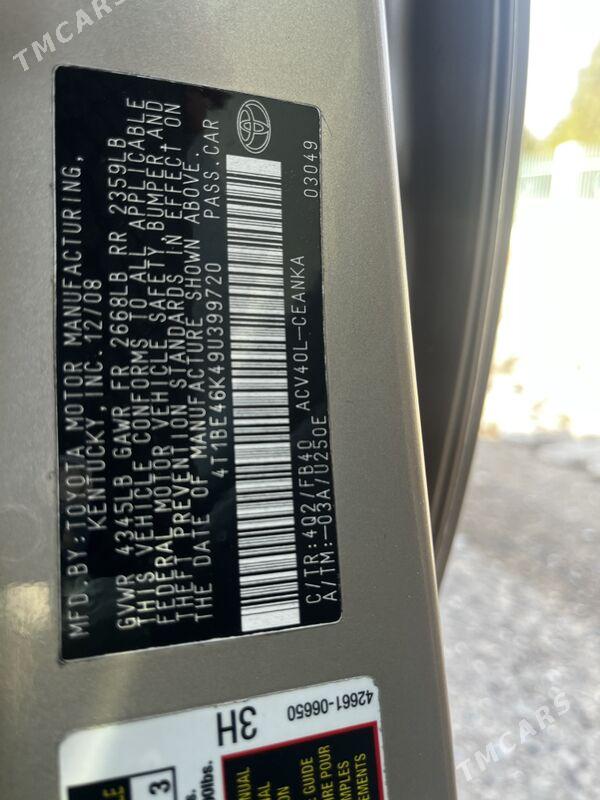 TMCARS
MFD.BY:TOYOTA MOTOR MANUFACTURING,
KENTUCKY, INC. 12/08
GVWR 4345LB GAWR FR 2668LB RR 2359LB
THIS VEHICLE CONFORMS TO ALL APPLICABLE
FEDERAL MOTOR VEHICLE SAFETY, BUMPER, AND
THEFT PREVENTION STANDARDS IN EFFECT ON
THE DATE OF MANUFACTURE SHOWN ABOVE.
4T1BE46K49U399720 PASS.CAR
C/TR:4Q2/FB40 ACV40L-CEANKA 03049
A/TM:-03A/U250E
42661-06650
3H
3
GUIDE
POUR
TMCARS